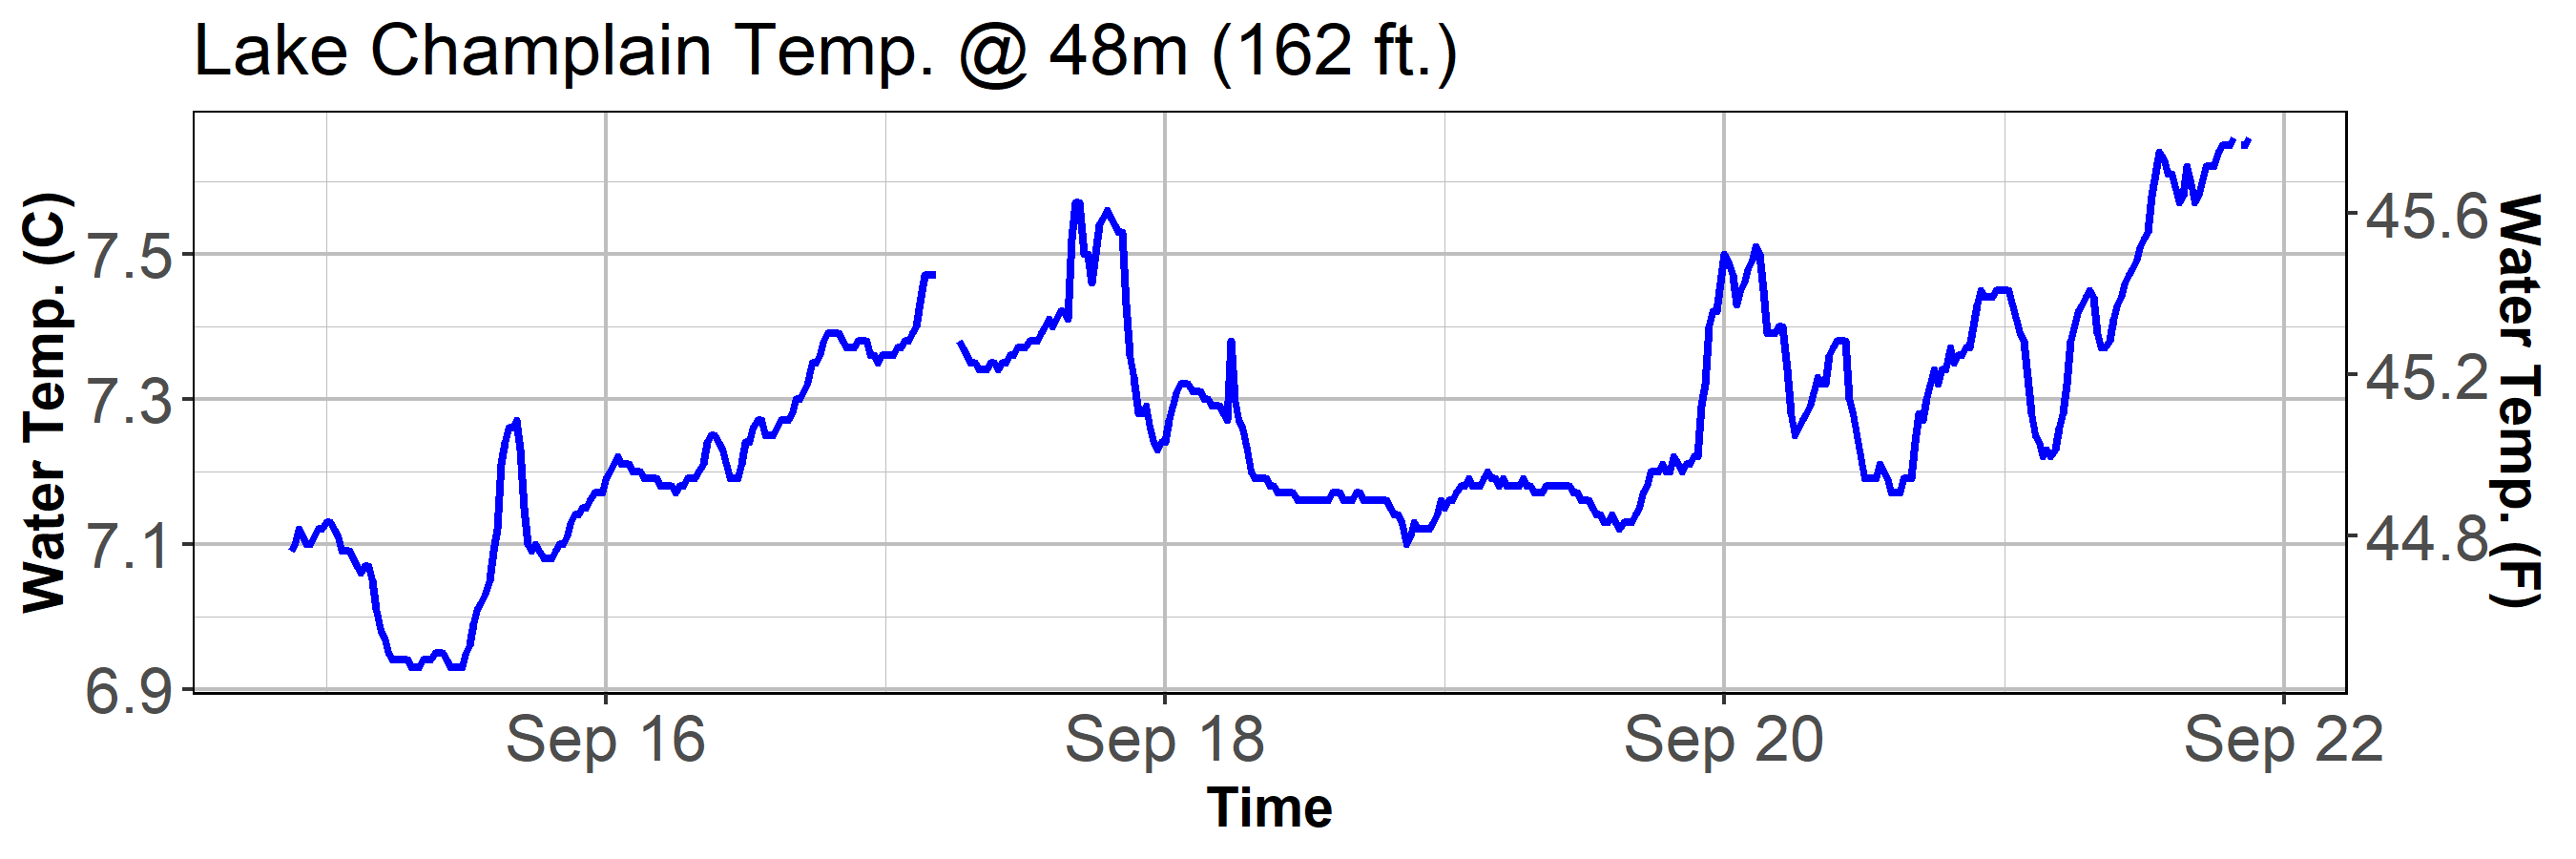 Lake Champlain Temp. @ 48m (162 ft.)
Water Temp. (C)
7.5
7.3
7.1
6.9
45.6
45.2
44.8
Water Temp. (F)
Sep 16
Sep 18
Sep 20
Sep 22
Time